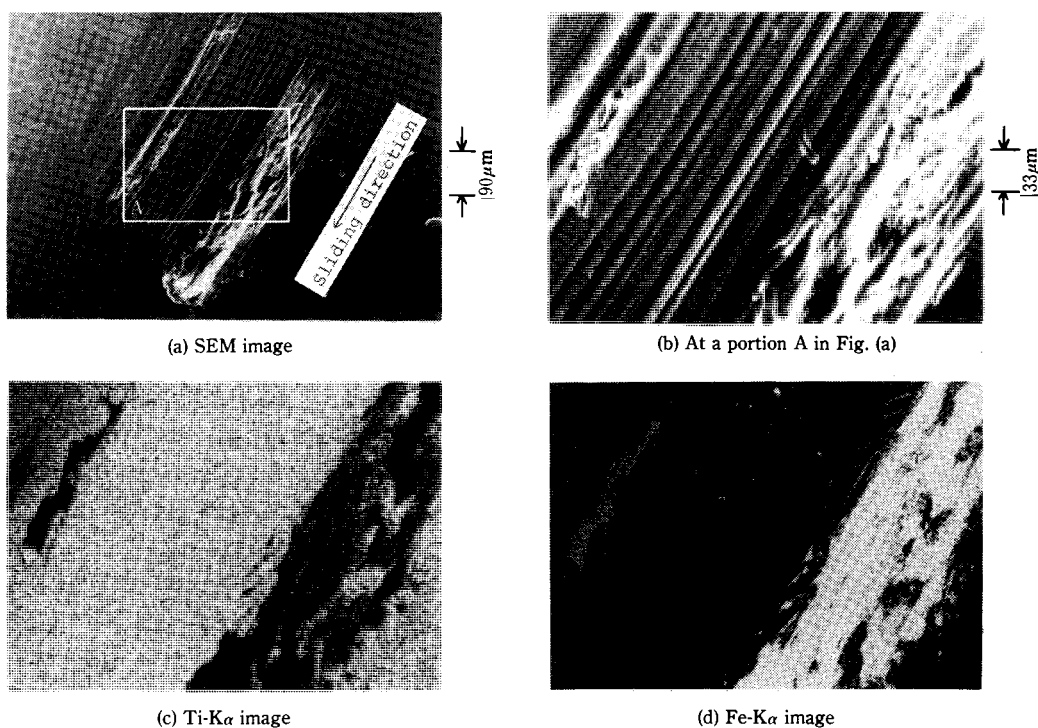 A
Sliding direction
90μm
33μm
(a) SEM image
(b) At a portion A in Fig. (a)
(c) Ti-Kα image
(d) Fe-Kα image